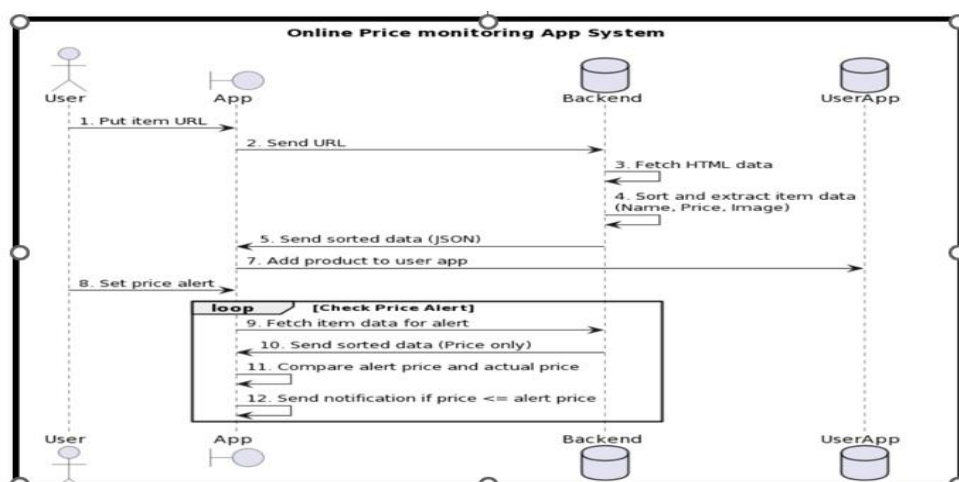 Online Price monitoring App System
User App Backend UserApp
1. Put item URL
2. Send URL
3. Fetch HTML data
4. Sort and extract item data
(Name, Price, Image)
5. Send sorted data (JSON)
7. Add product to user app
8. Set price alert
loop [Check Price Alert]
9. Fetch item data for alert
10. Send sorted data (Price only)
11. Compare alert price and actual price
12. Send notification if price <= alert price
User App Backend UserApp